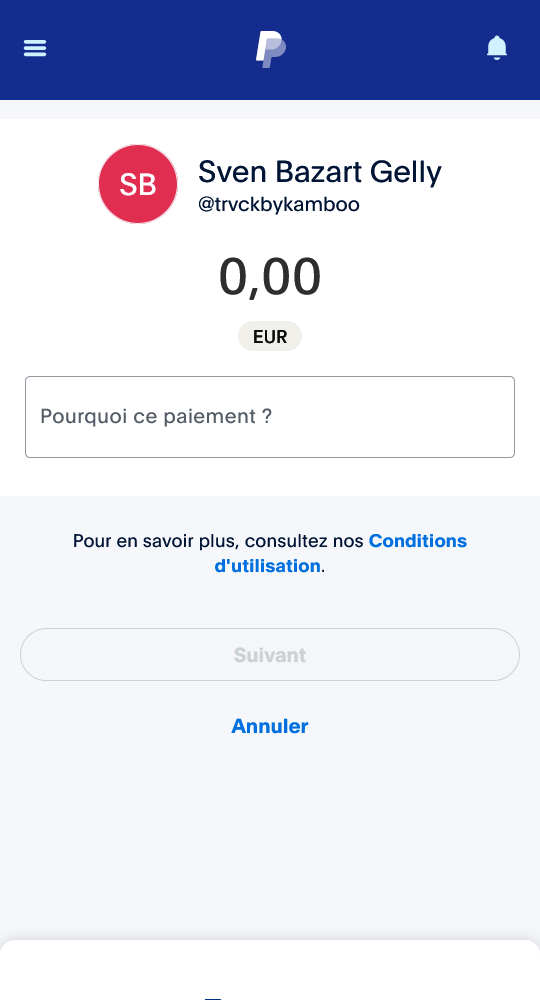 Sven Bazart Gelly
SB
@trvckbykamboo
0,00
EUR
Pourquoi ce paiement ?
Pour en savoir plus, consultez nos Conditions
d'utilisation.
Suivant
Annuler